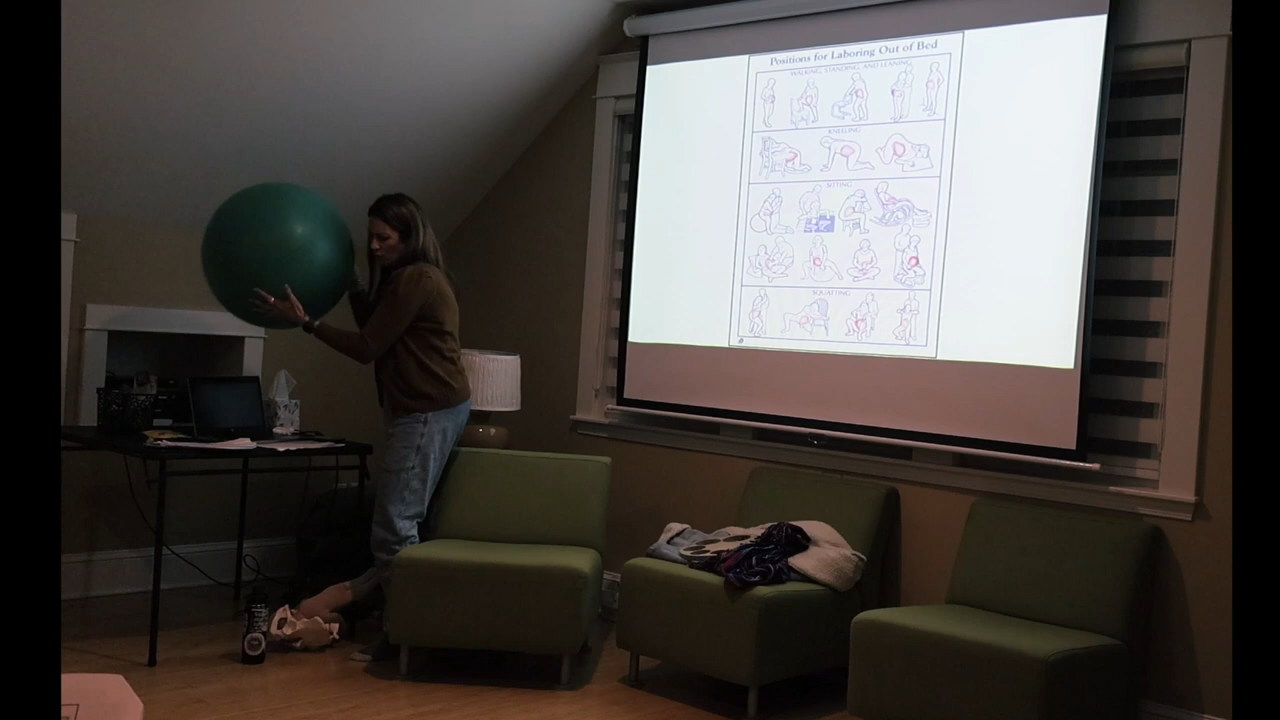 Positions for Laboring Out of Bed
WALKING, STANDING, AND LEANING
KNEELING
SITTING
SQUATTING